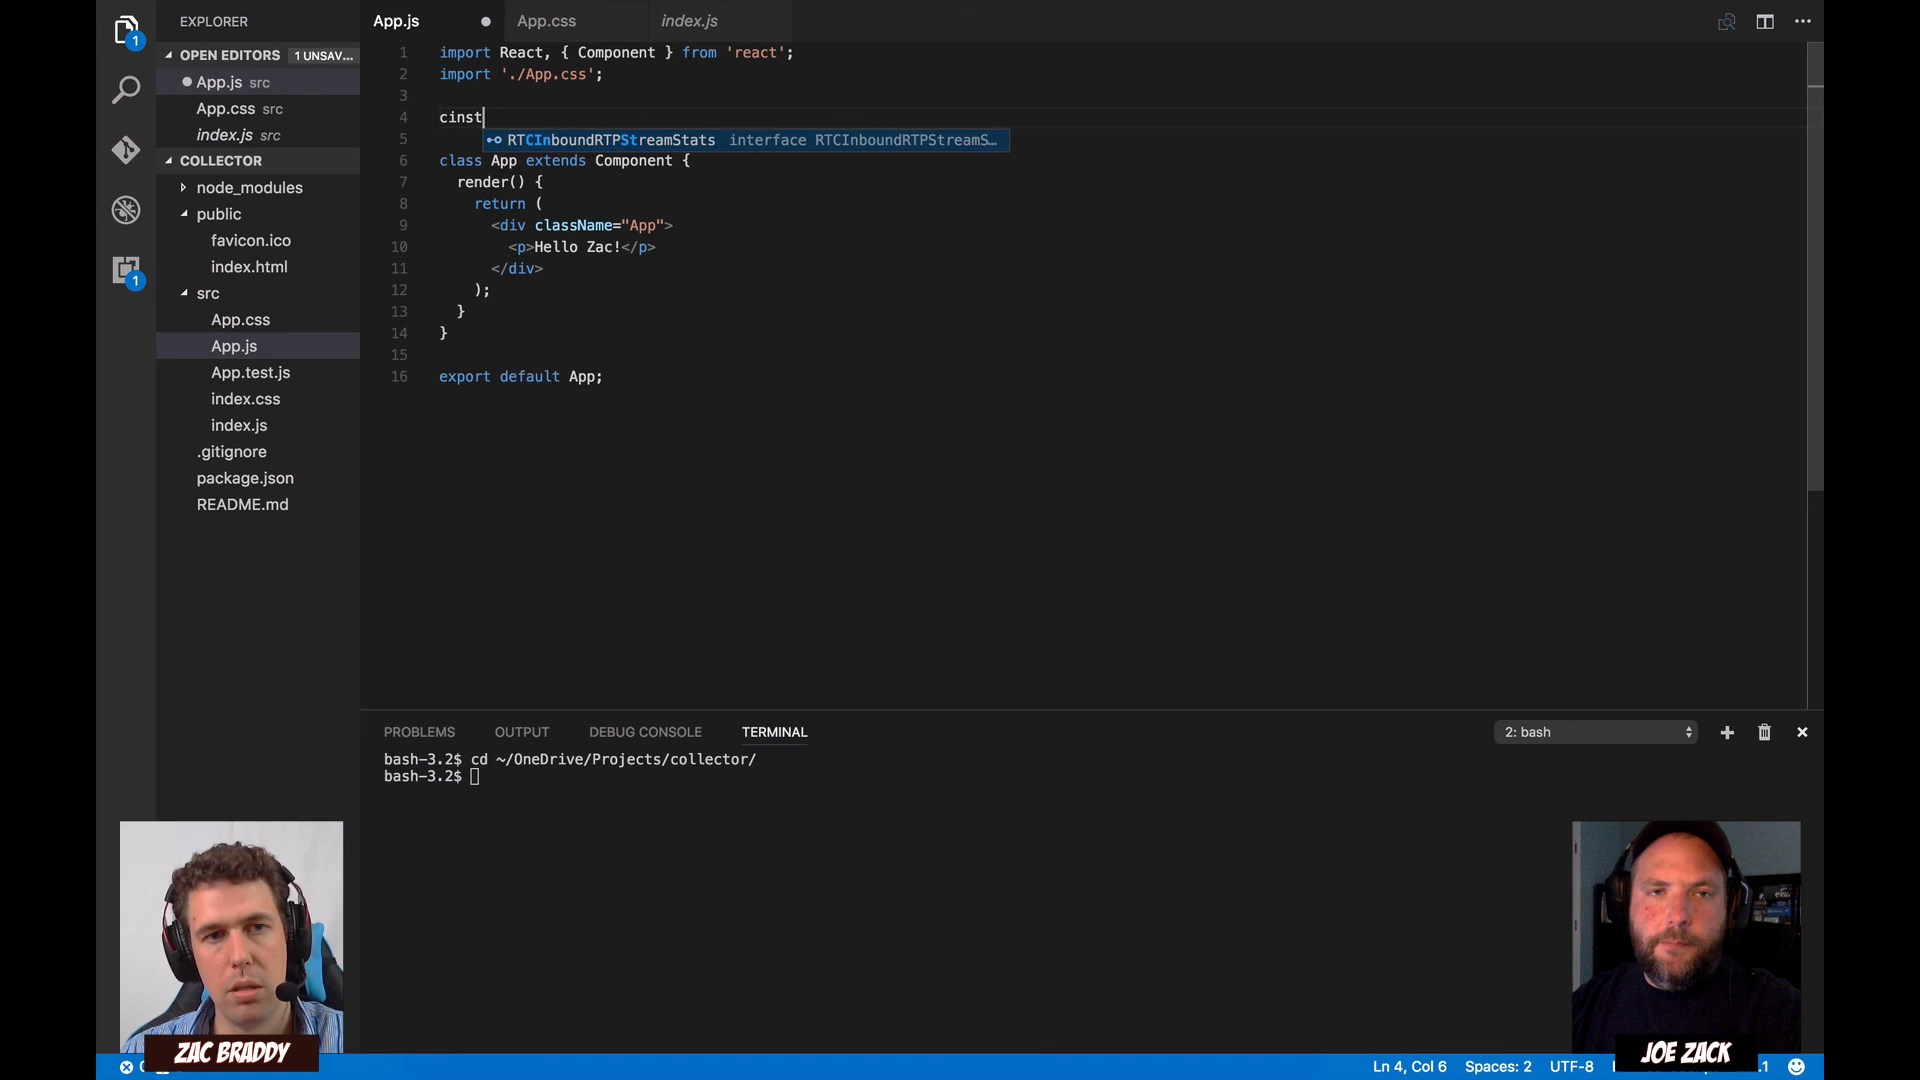 EXPLORER
OPEN EDITORS 1 UNSAV...
App.js src
App.css src
index.js src
COLLECTOR
node_modules
public
favicon.ico
index.html
src
App.css
App.js
App.test.js
index.css
index.js
.gitignore
package.json
README.md
1
1
App.js App.css index.js
1 import React, { Component } from 'react';
2 import './App.css';
3
4 cinst
RTCInboundRTPStreamStats interface RTCInboundRTPStreamS...
5
6 class App extends Component {
7 render() {
8 return (
9 <div className="App">
10 <p>Hello Zac!</p>
11 </div>
12 );
13 }
14 }
15
16 export default App;
PROBLEMS OUTPUT DEBUG CONSOLE TERMINAL 2: bash
bash-3.2$ cd ~/OneDrive/Projects/collector/
bash-3.2$
ZAC BRADDY
JOE ZACK
Ln 4, Col 6 Spaces: 2 UTF-8 .1